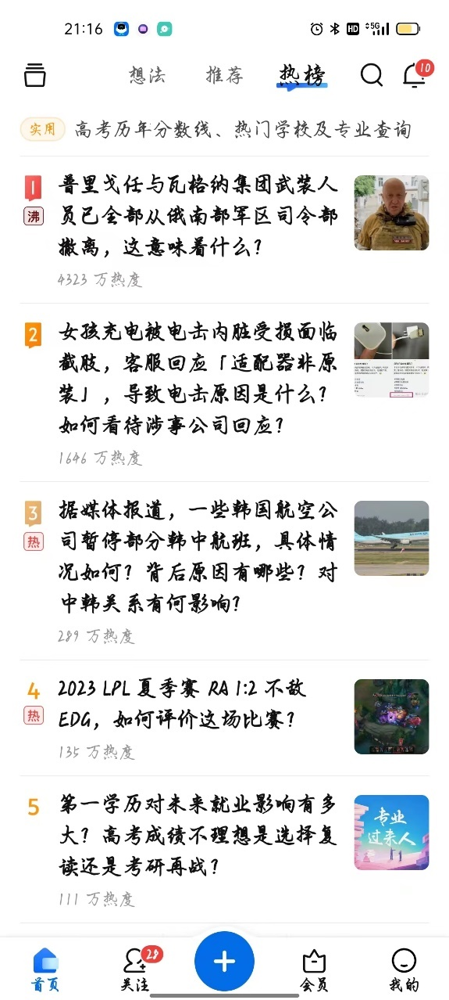 21:16
HD 5G
想法 推荐 热榜 10
实用 高考历年分数线、热门学校及专业查询
1 普里戈任与瓦格纳集团武装人
沸 员已全部从俄南部军区司令部
撤离，这意味着什么？
4323 万热度
2 女孩充电被电击内脏受损面临
截肢，客服回应「适配器非原
装」，导致电击原因是什么？
如何看待涉事公司回应？
1646 万热度
3 据媒体报道，一些韩国航空公
热 司暂停部分韩中航班，具体情
况如何？背后原因有哪些？对
中韩关系有何影响？
289 万热度
4 2023 LPL 夏季赛 RA 1:2 不敌
热 EDG，如何评价这场比赛？
135 万热度
5 第一学历对未来就业影响有多
大？高考成绩不理想是选择复
读还是考研再战？
专业
过来人
111 万热度
28
首页 关注 会员 我的